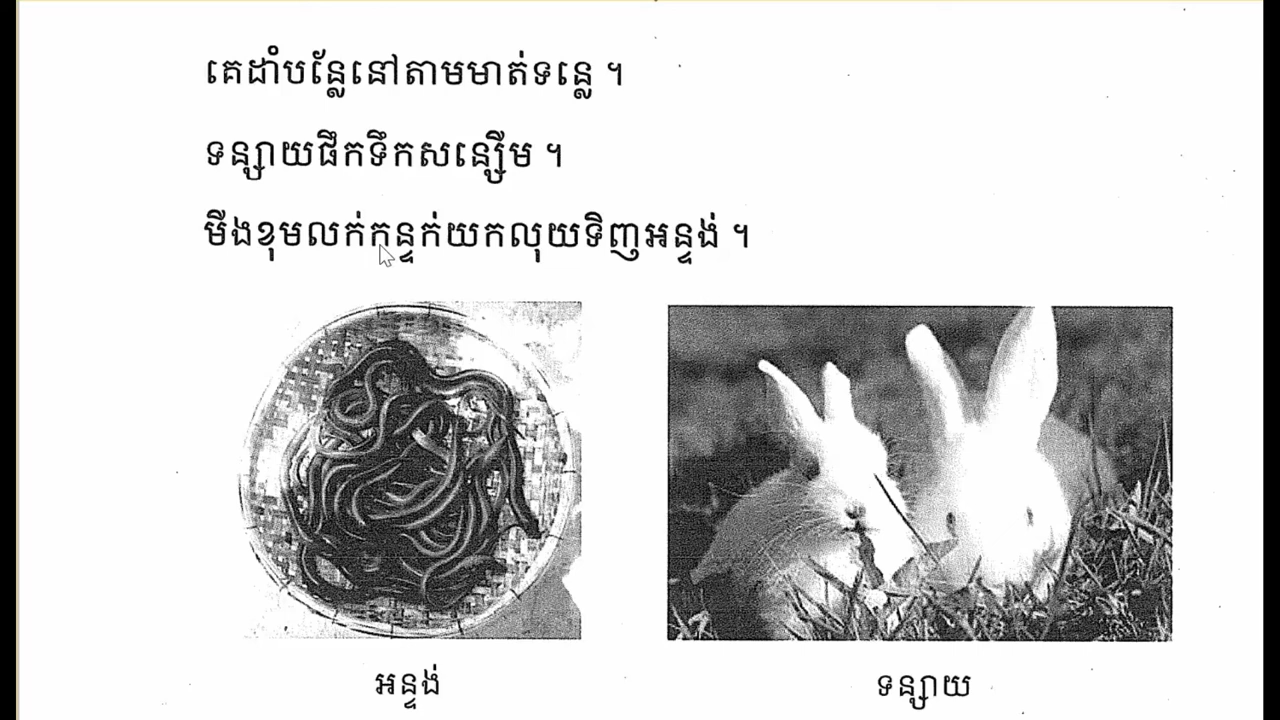 គេដាំបន្លែនៅតាមមាត់ទន្លេ ។
ទន្សាយផឹកទឹកសន្សើម ។
មីងខុមលក់កន្ទក់យកលុយទិញអន្ទង់ ។
អន្ទង់
ទន្សាយ